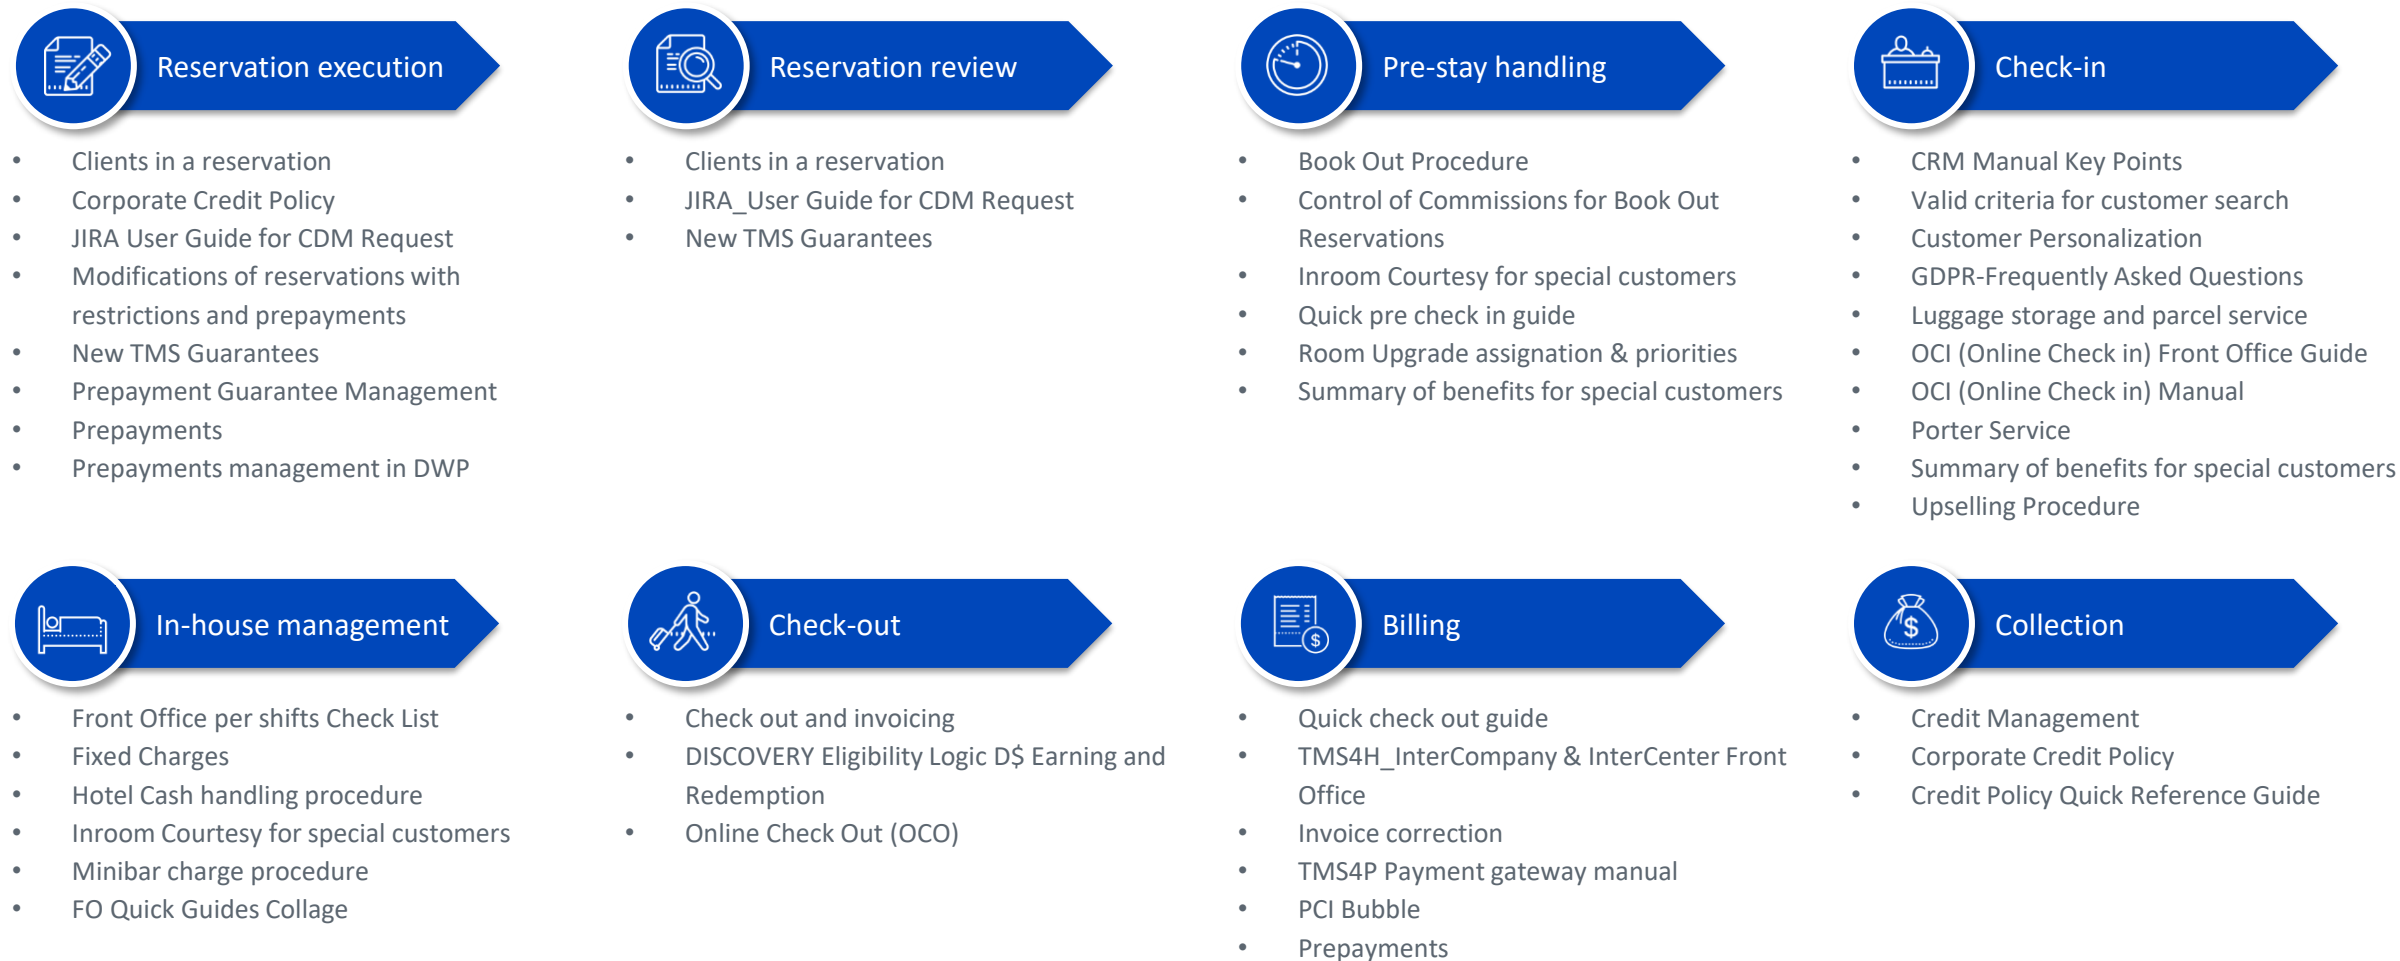 Reservation execution
• Clients in a reservation
• Corporate Credit Policy
• JIRA User Guide for CDM Request
• Modifications of reservations with
restrictions and prepayments
• New TMS Guarantees
• Prepayment Guarantee Management
• Prepayments
• Prepayments management in DWP
Reservation review
• Clients in a reservation
• JIRA_User Guide for CDM Request
• New TMS Guarantees
Pre-stay handling
• Book Out Procedure
• Control of Commissions for Book Out
Reservations
• Inroom Courtesy for special customers
• Quick pre check in guide
• Room Upgrade assignation & priorities
• Summary of benefits for special customers
Check-in
• CRM Manual Key Points
• Valid criteria for customer search
• Customer Personalization
• GDPR-Frequently Asked Questions
• Luggage storage and parcel service
• OCI (Online Check in) Front Office Guide
• OCI (Online Check in) Manual
• Porter Service
• Summary of benefits for special customers
• Upselling Procedure
In-house management
• Front Office per shifts Check List
• Fixed Charges
• Hotel Cash handling procedure
• Inroom Courtesy for special customers
• Minibar charge procedure
• FO Quick Guides Collage
Check-out
• Check out and invoicing
• DISCOVERY Eligibility Logic D$ Earning and
Redemption
• Online Check Out (OCO)
$
Billing
• Quick check out guide
• TMS4H_InterCompany & InterCenter Front
Office
• Invoice correction
• TMS4P Payment gateway manual
• PCI Bubble
• Prepayments
$
Collection
• Credit Management
• Corporate Credit Policy
• Credit Policy Quick Reference Guide